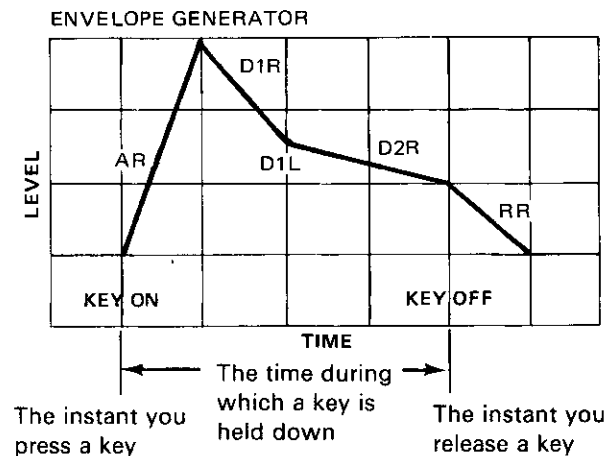 ENVELOPE GENERATOR
D1R
AR
D1L
D2R
RR
LEVEL
KEY ON
KEY OFF
TIME
The instant you
press a key
The time during
which a key is
held down
The instant you
release a key